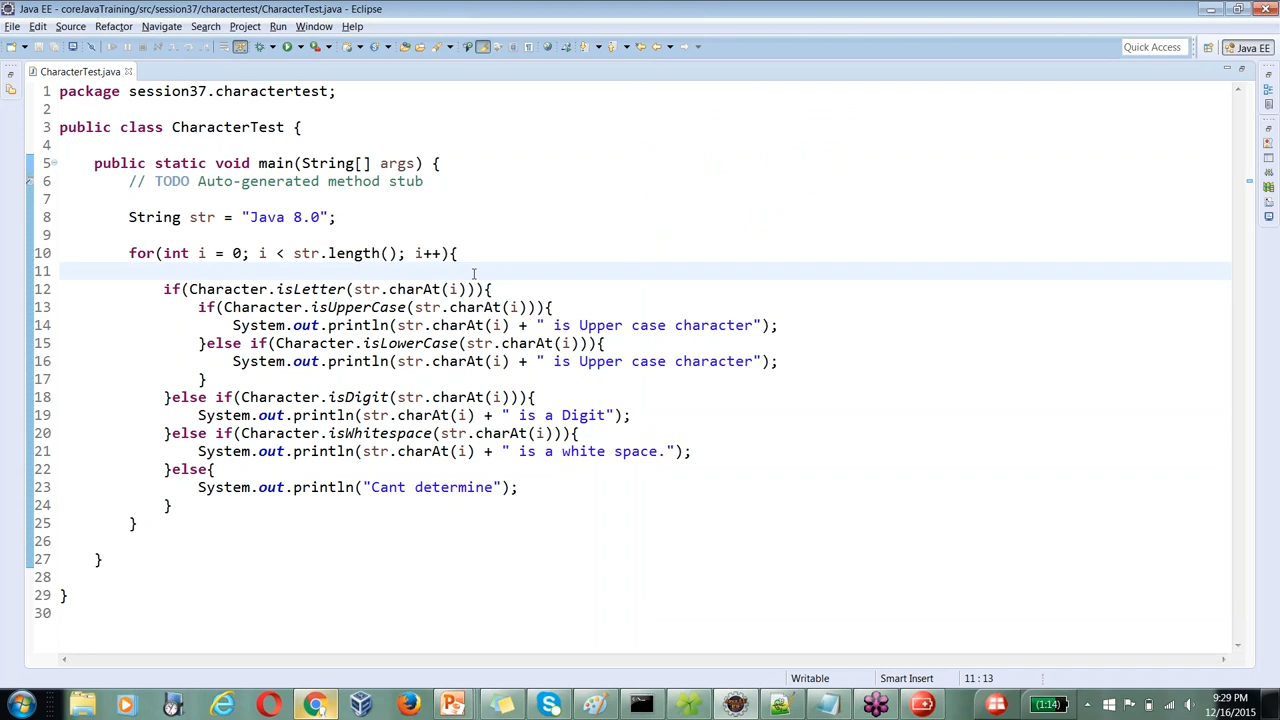 Java EE - coreJavaTraining/src/session37/charactertest/CharacterTest.java - Eclipse
File Edit Source Refactor Navigate Search Project Run Window Help
Quick Access Java EE
CharacterTest.java
1 package session37.charactertest;
2
3 public class CharacterTest {
4
5 public static void main(String[] args) {
6 // TODO Auto-generated method stub
7
8 String str = "Java 8.0";
9
10 for(int i = 0; i < str.length(); i++){
11
12 if(Character.isLetter(str.charAt(i))){
13 if(Character.isUpperCase(str.charAt(i))){
14 System.out.println(str.charAt(i) + " is Upper case character");
15 }else if(Character.isLowerCase(str.charAt(i))){
16 System.out.println(str.charAt(i) + " is Upper case character");
17 }
18 }else if(Character.isDigit(str.charAt(i))){
19 System.out.println(str.charAt(i) + " is a Digit");
20 }else if(Character.isWhitespace(str.charAt(i))){
21 System.out.println(str.charAt(i) + " is a white space.");
22 }else{
23 System.out.println("Cant determine");
24 }
25 }
26
27 }
28
29 }
30
Writable Smart Insert 11 : 13
(1:14) 9:29 PM
12/16/2015